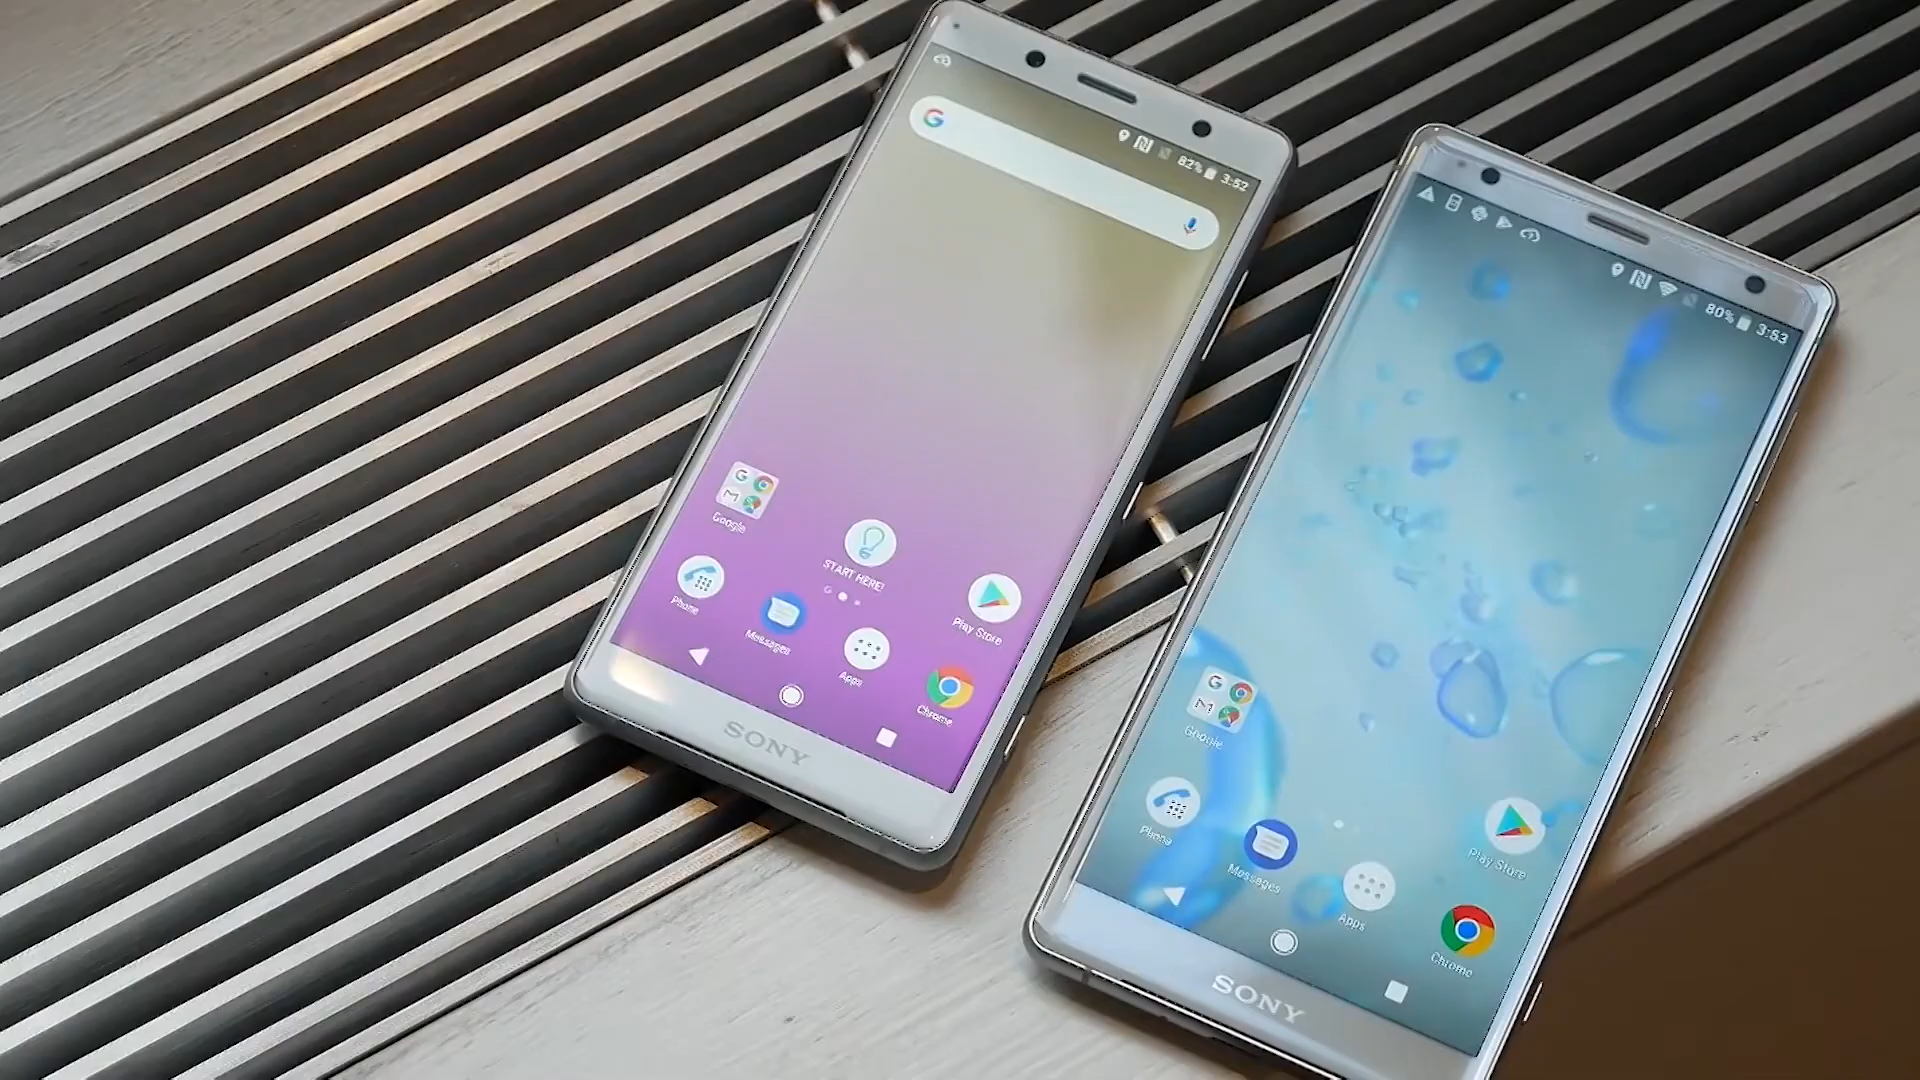 82% 3:52
Google
START HERE!
Phone
Messages
Apps
Play Store
Chrome
SONY
80% 3:53
Google
Phone
Messages
Apps
Play Store
Chrome
SONY